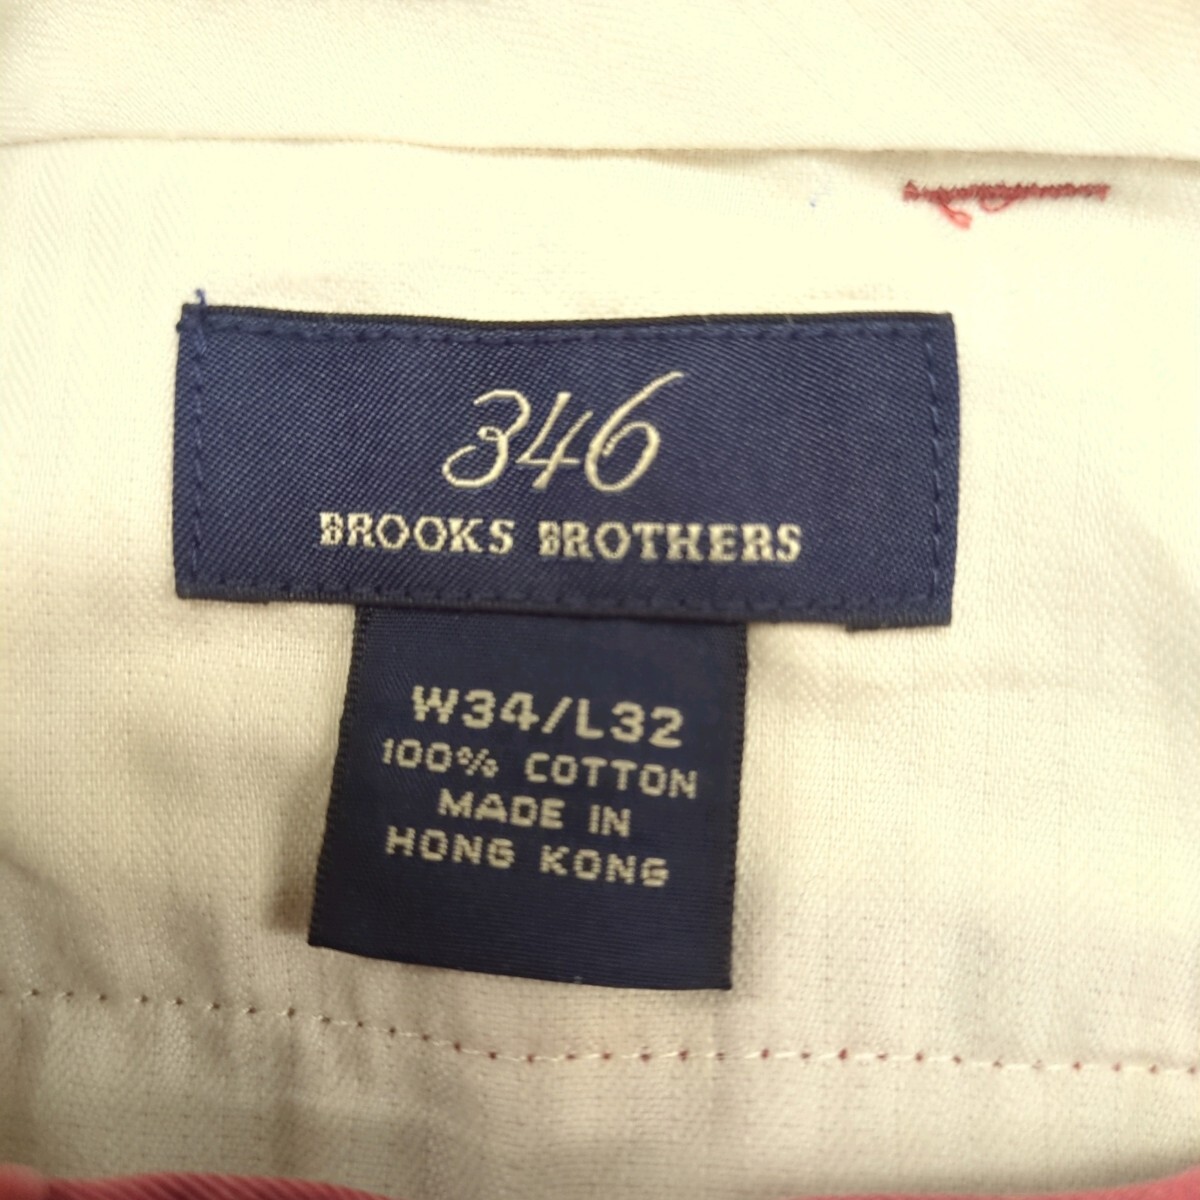 346
BROOKS BROTHERS
W34/L32
100% COTTON
MADE IN
HONG KONG